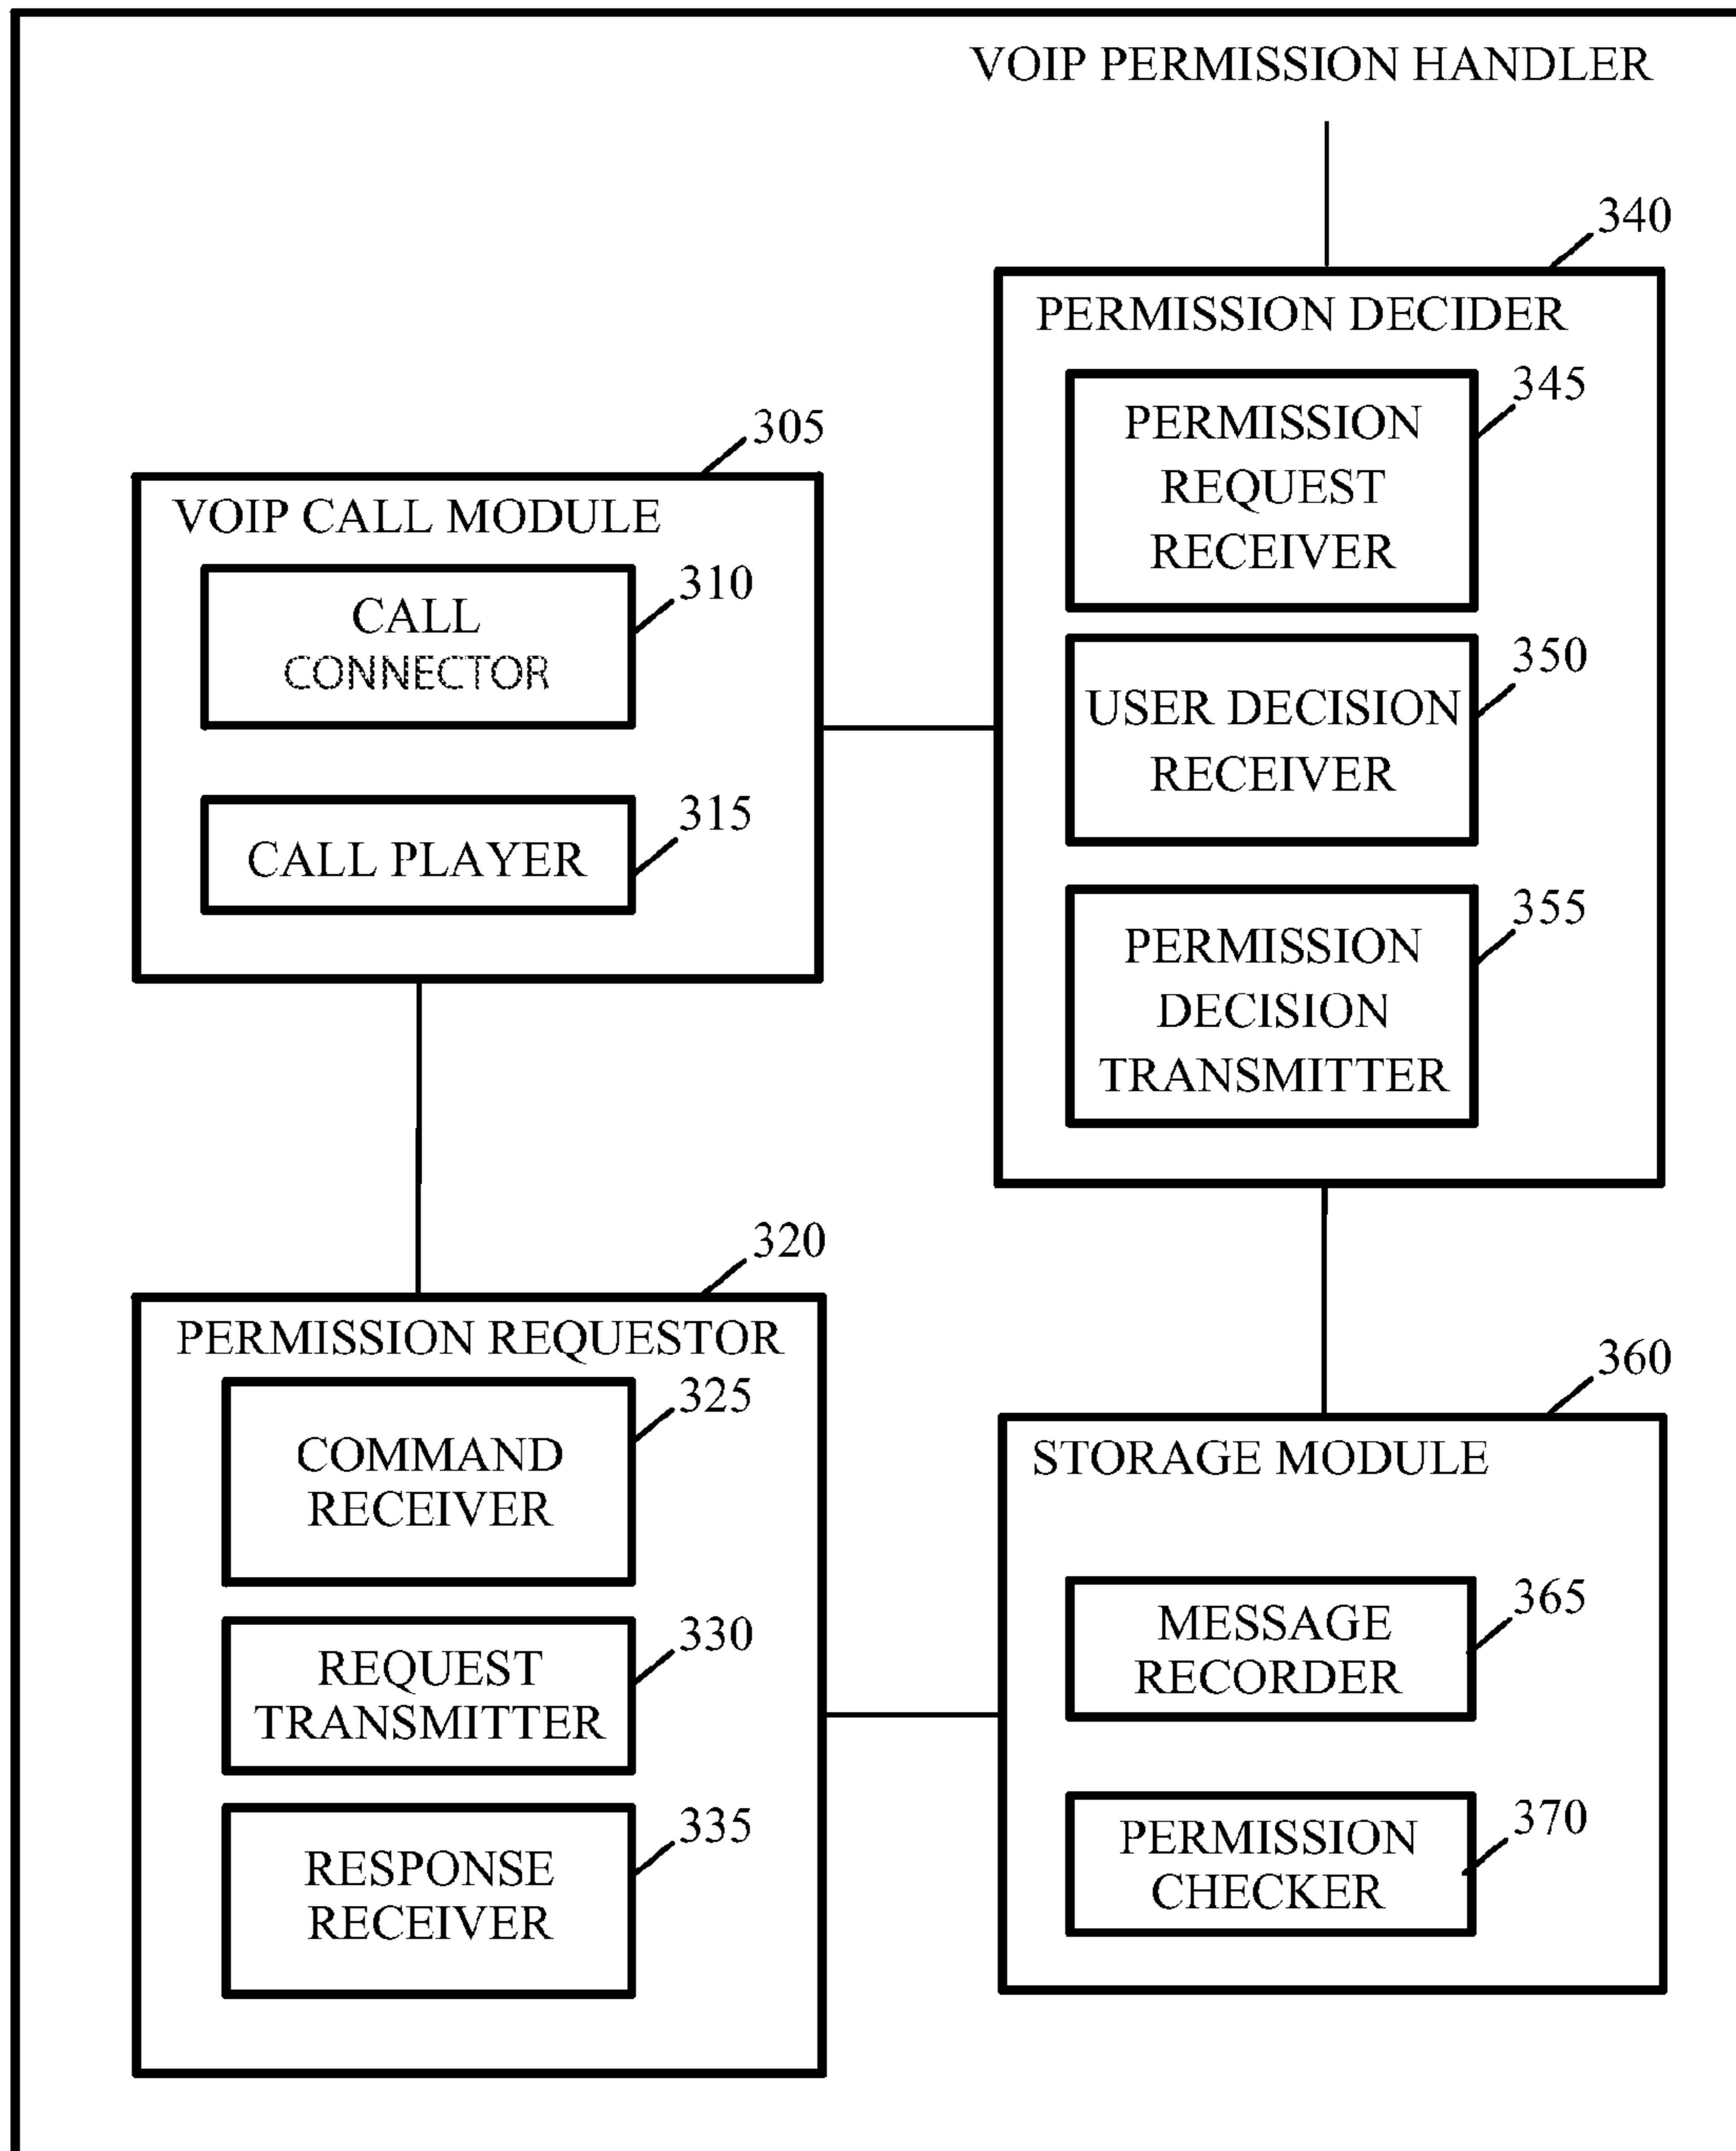 VOIP PERMISSION HANDLER
340
PERMISSION DECIDER
345
PERMISSION
REQUEST
RECEIVER
350
USER DECISION
RECEIVER
355
PERMISSION
DECISION
TRANSMITTER
305
VOIP CALL MODULE
310
CALL
CONNECTOR
315
CALL PLAYER
320
PERMISSION REQUESTOR
325
COMMAND
RECEIVER
330
REQUEST
TRANSMITTER
335
RESPONSE
RECEIVER
360
STORAGE MODULE
365
MESSAGE
RECORDER
370
PERMISSION
CHECKER